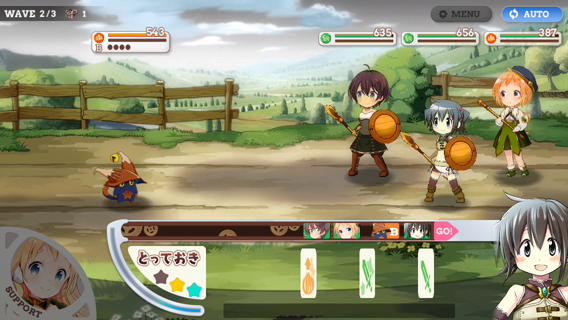 WAVE 2/3 1
MENU
AUTO
543
B
635
656
387
B
GO!
とっておき
SUPPORT